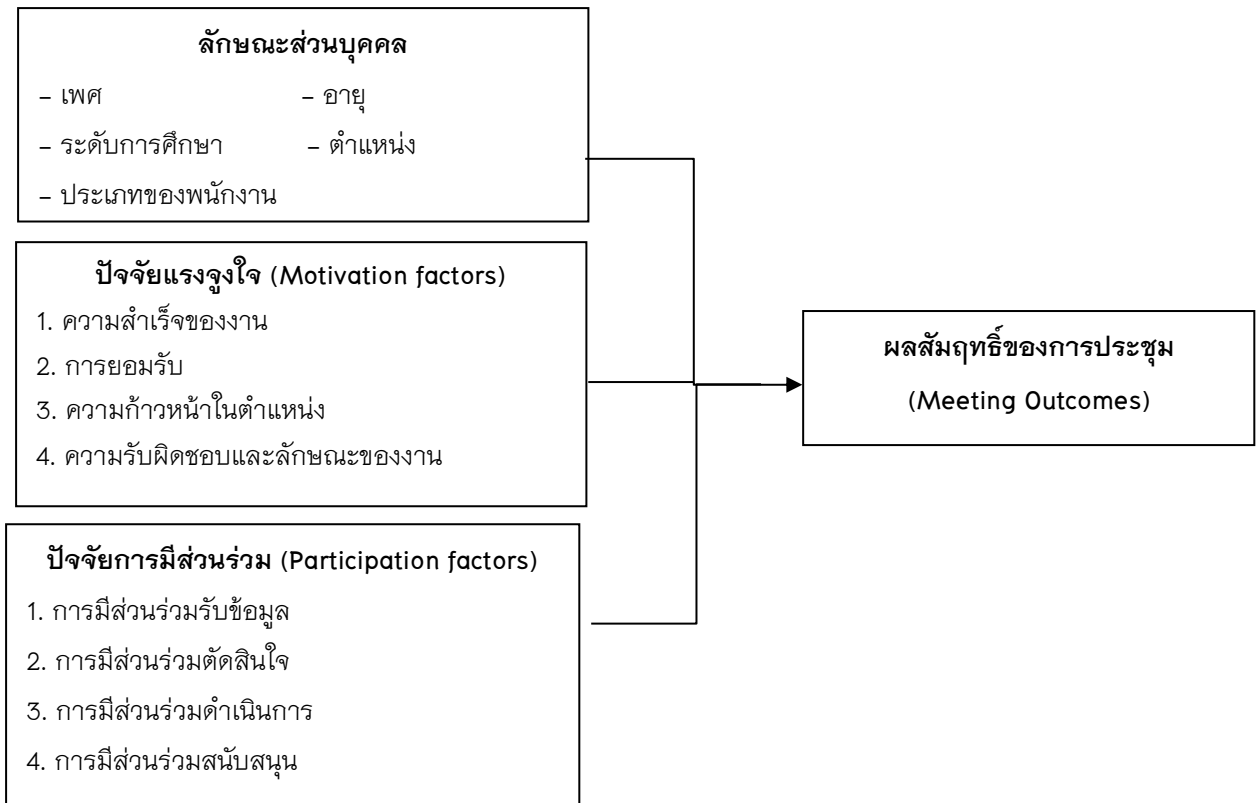 ลักษณะส่วนบุคคล
– เพศ – อายุ
– ระดับการศึกษา – ตำแหน่ง
– ประเภทของพนักงาน
ปัจจัยแรงจูงใจ (Motivation factors)
1. ความสำเร็จของงาน
2. การยอมรับ
3. ความก้าวหน้าในตำแหน่ง
4. ความรับผิดชอบและลักษณะของงาน
ปัจจัยการมีส่วนร่วม (Participation factors)
1. การมีส่วนร่วมรับข้อมูล
2. การมีส่วนร่วมตัดสินใจ
3. การมีส่วนร่วมดำเนินการ
4. การมีส่วนร่วมสนับสนุน
ผลสัมฤทธิ์ของการประชุม
(Meeting Outcomes)